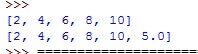 >>>
[2, 4, 6, 8, 10]
[2, 4, 6, 8, 10, 5.0]
>>> =====================